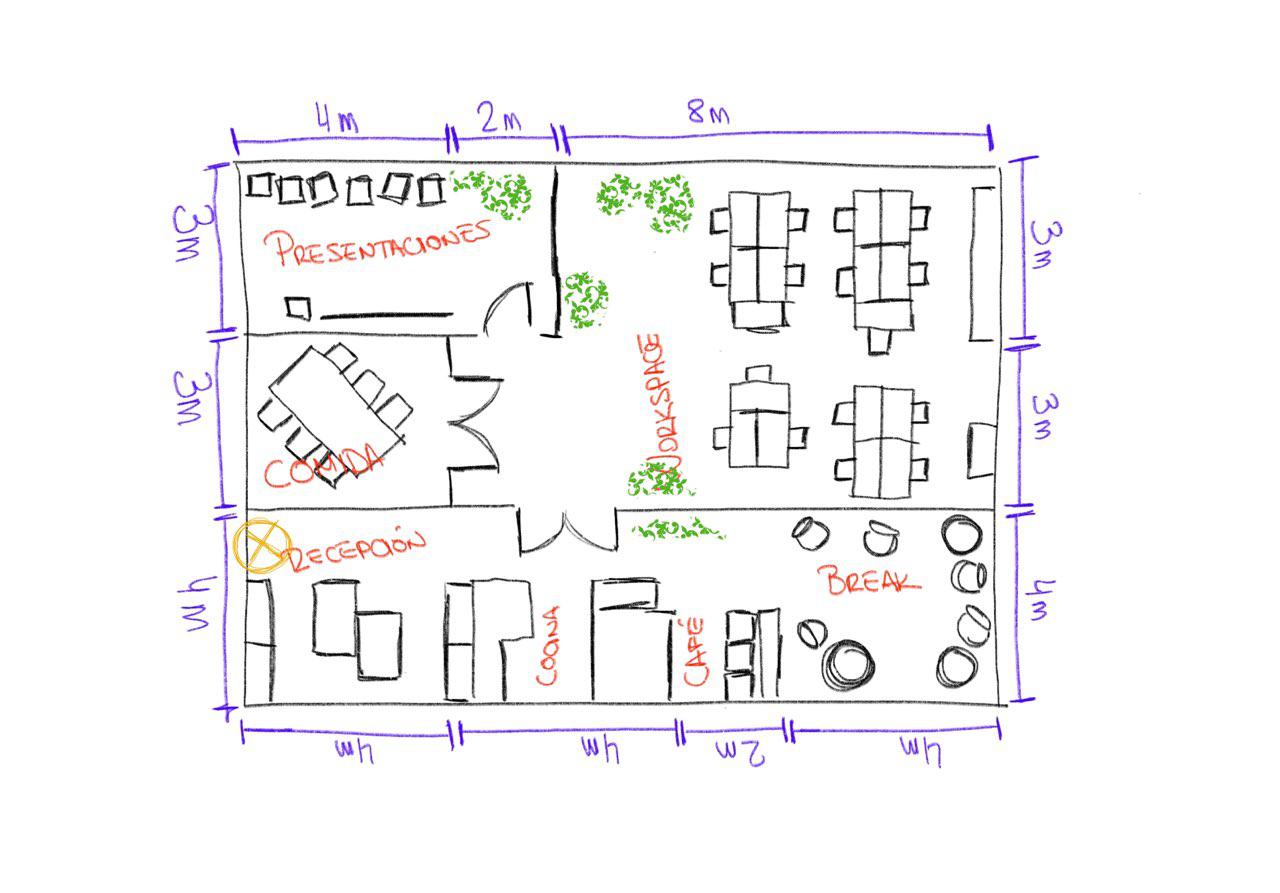 4m
2m
8m
3m
PRESENTACIONES
3m
3m
WORKSPACE
3m
COMIDA
RECEPCIÓN
BREAK
4m
COCINA
CAFÉ
4m
4m
4m
2m
4m